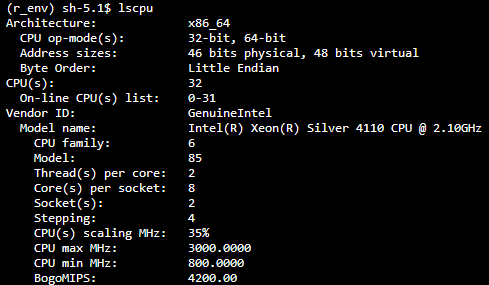 (r_env) sh-5.1$ lscpu
Architecture: x86_64
CPU op-mode(s): 32-bit, 64-bit
Address sizes: 46 bits physical, 48 bits virtual
Byte Order: Little Endian
CPU(s): 32
On-line CPU(s) list: 0-31
Vendor ID: GenuineIntel
Model name: Intel(R) Xeon(R) Silver 4110 CPU @ 2.10GHz
CPU family: 6
Model: 85
Thread(s) per core: 2
Core(s) per socket: 8
Socket(s): 2
Stepping: 4
CPU(s) scaling MHz: 35%
CPU max MHz: 3000.0000
CPU min MHz: 800.0000
BogoMIPS: 4200.00